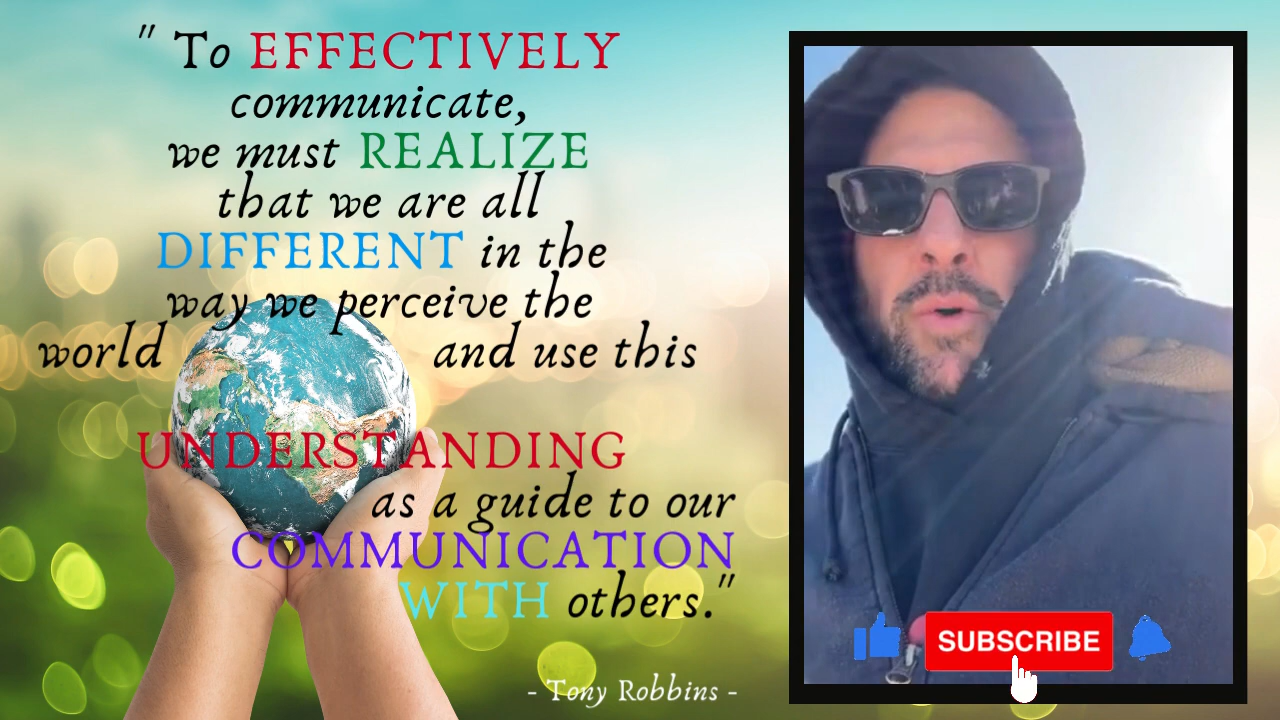 " To EFFECTIVELY
communicate,
we must REALIZE
that we are all
DIFFERENT in the
way we perceive the
world and use this
UNDERSTANDING
as a guide to our
COMMUNICATION
WITH others."
- Tony Robbins -
SUBSCRIBE